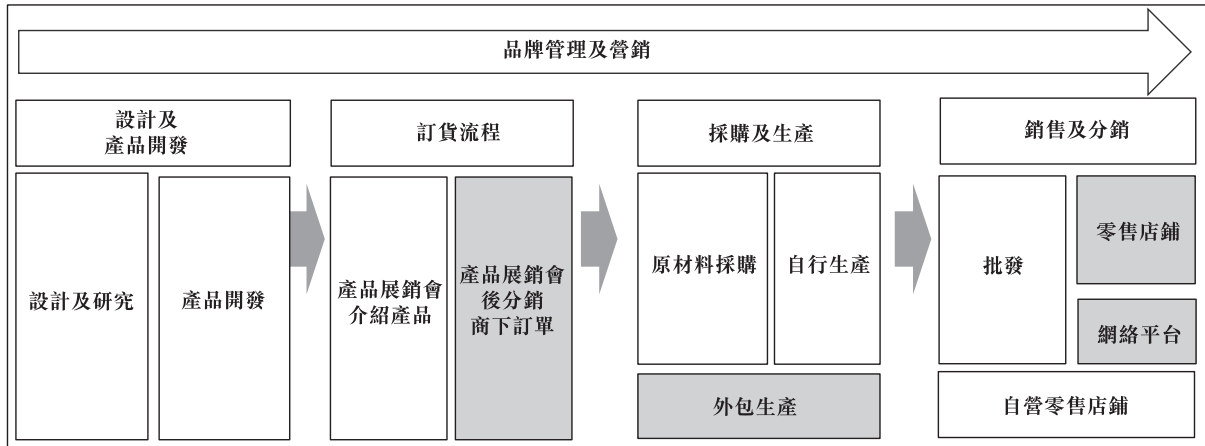 品牌管理及營銷
設計及
產品開發
訂貨流程
採購及生產
銷售及分銷
設計及研究
產品開發
產品展銷會
介紹產品
產品展銷會
後分銷
商下訂單
原材料採購
自行生產
外包生產
批發
零售店鋪
網絡平台
自營零售店鋪